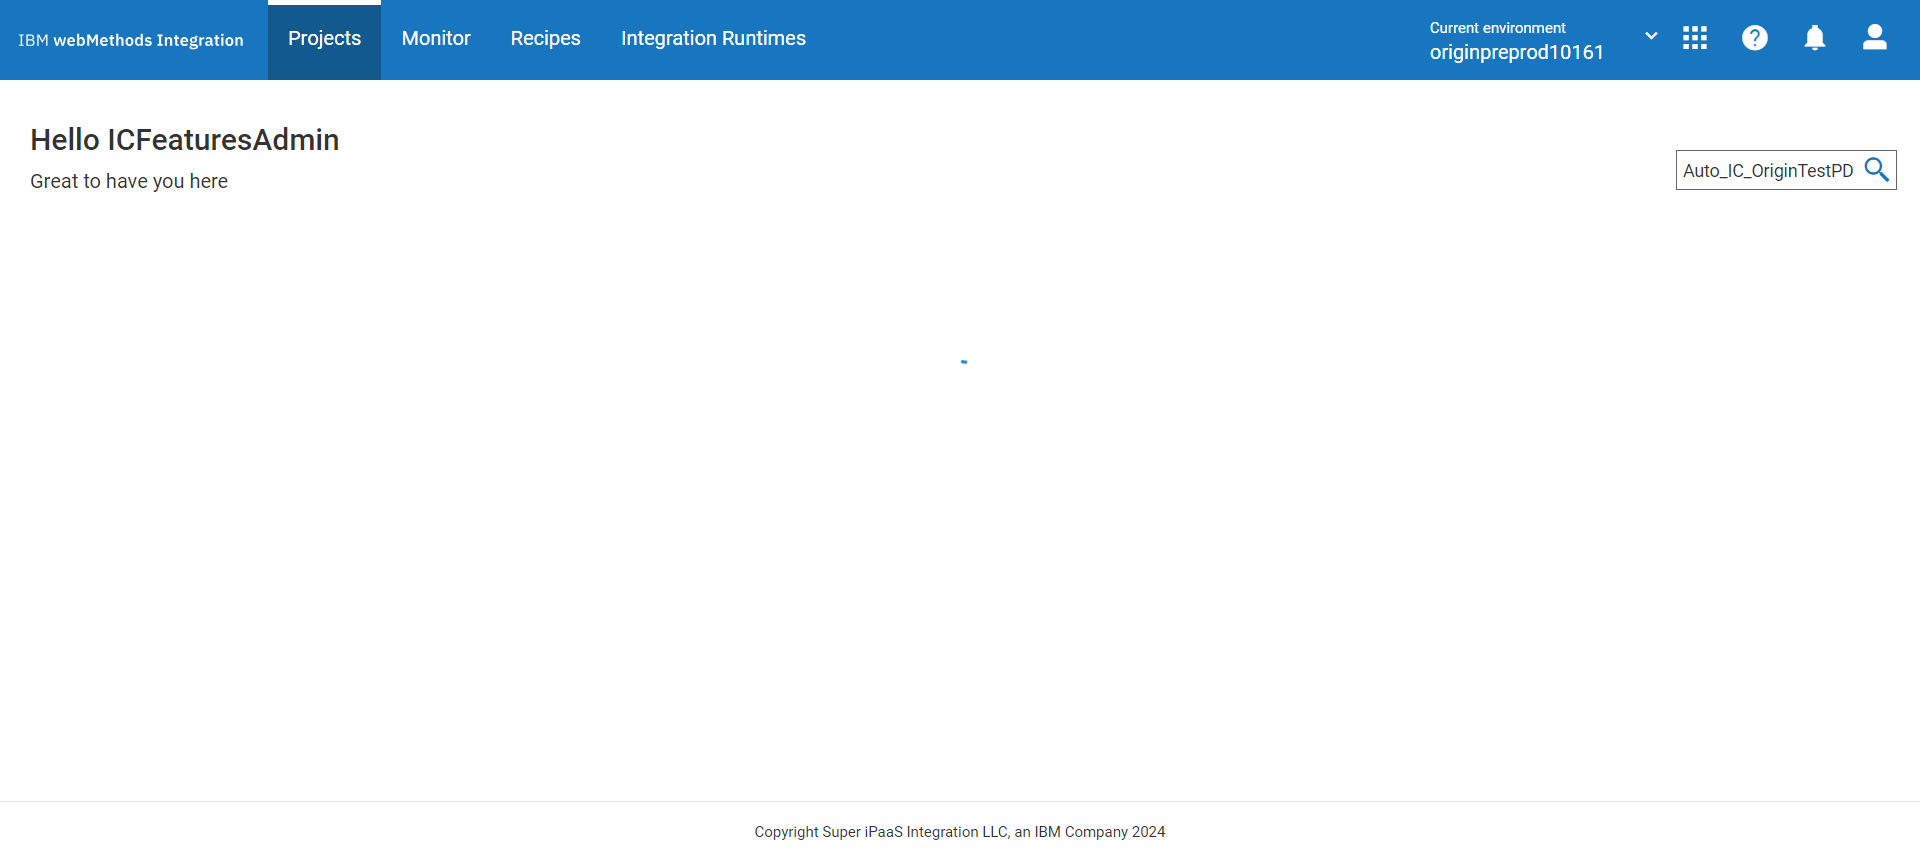 IBM webMethods Integration
Projects
Monitor
Recipes
Integration Runtimes
Current environment
originpreprod10161
?
Hello ICFeaturesAdmin
Great to have you here
Auto_IC_OriginTestPD
Copyright Super iPaaS Integration LLC, an IBM Company 2024